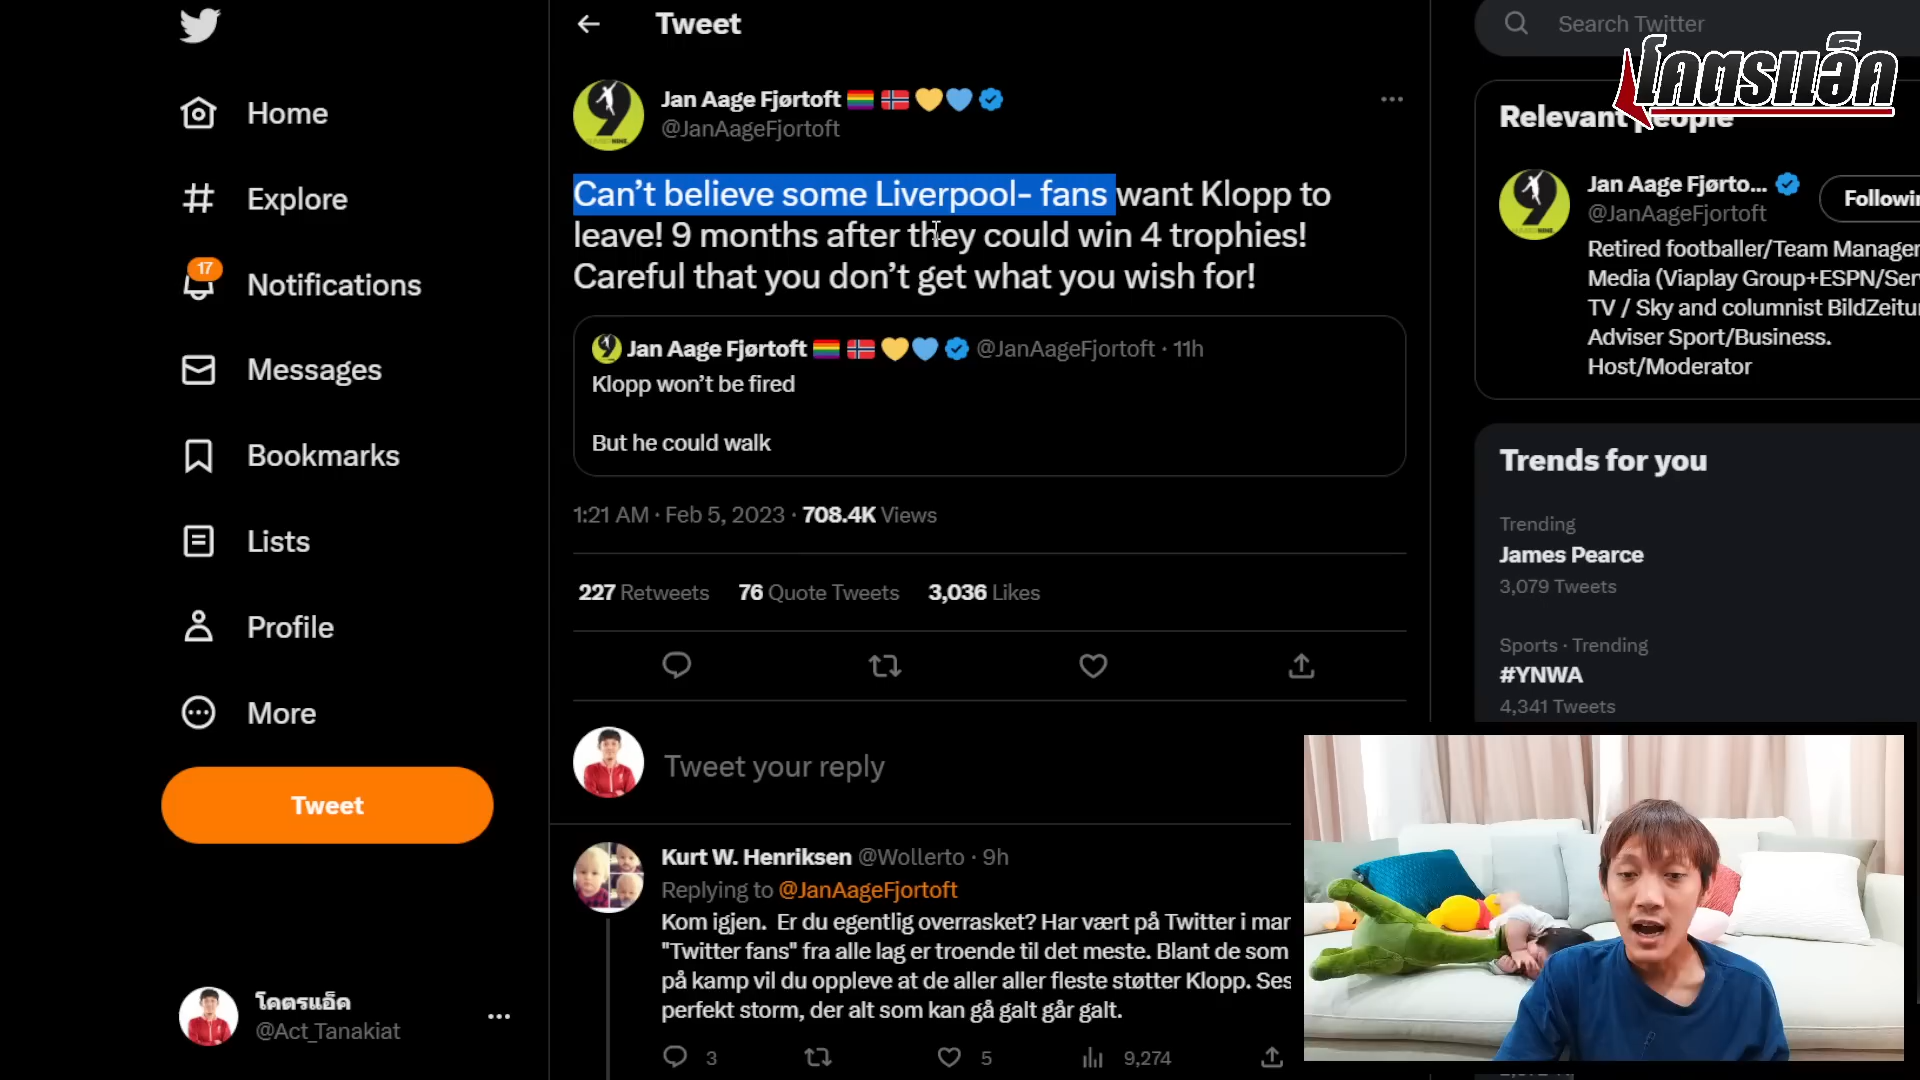 Tweet
Search Twitter
โคตรแอ็ค
Home
Explore
17
Notifications
Messages
Bookmarks
Lists
Profile
More
Tweet
โคตรแอ็ค
@Act_Tanakiat
Jan Aage Fjørtoft
@JanAageFjortoft
Can't believe some Liverpool- fans want Klopp to
leave! 9 months after they could win 4 trophies!
Careful that you don't get what you wish for!
Jan Aage Fjørtoft @JanAageFjortoft · 11h
Klopp won't be fired
But he could walk
1:21 AM · Feb 5, 2023 · 708.4K Views
227 Retweets 76 Quote Tweets 3,036 Likes
Tweet your reply
Kurt W. Henriksen @Wollerto · 9h
Replying to @JanAageFjortoft
Kom igjen. Er du egentlig overrasket? Har vært på Twitter i mar
"Twitter fans" fra alle lag er troende til det meste. Blant de som
på kamp vil du oppleve at de aller aller fleste støtter Klopp. Ses
perfekt storm, der alt som kan gå galt går galt.
3 5 9,274
Relevant people
Jan Aage Fjørto...
@JanAageFjortoft
Followin
Retired footballer/Team Manager
Media (Viaplay Group+ESPN/Ser
TV / Sky and columnist BildZeitu
Adviser Sport/Business.
Host/Moderator
Trends for you
Trending
James Pearce
3,079 Tweets
Sports · Trending
#YNWA
4,341 Tweets